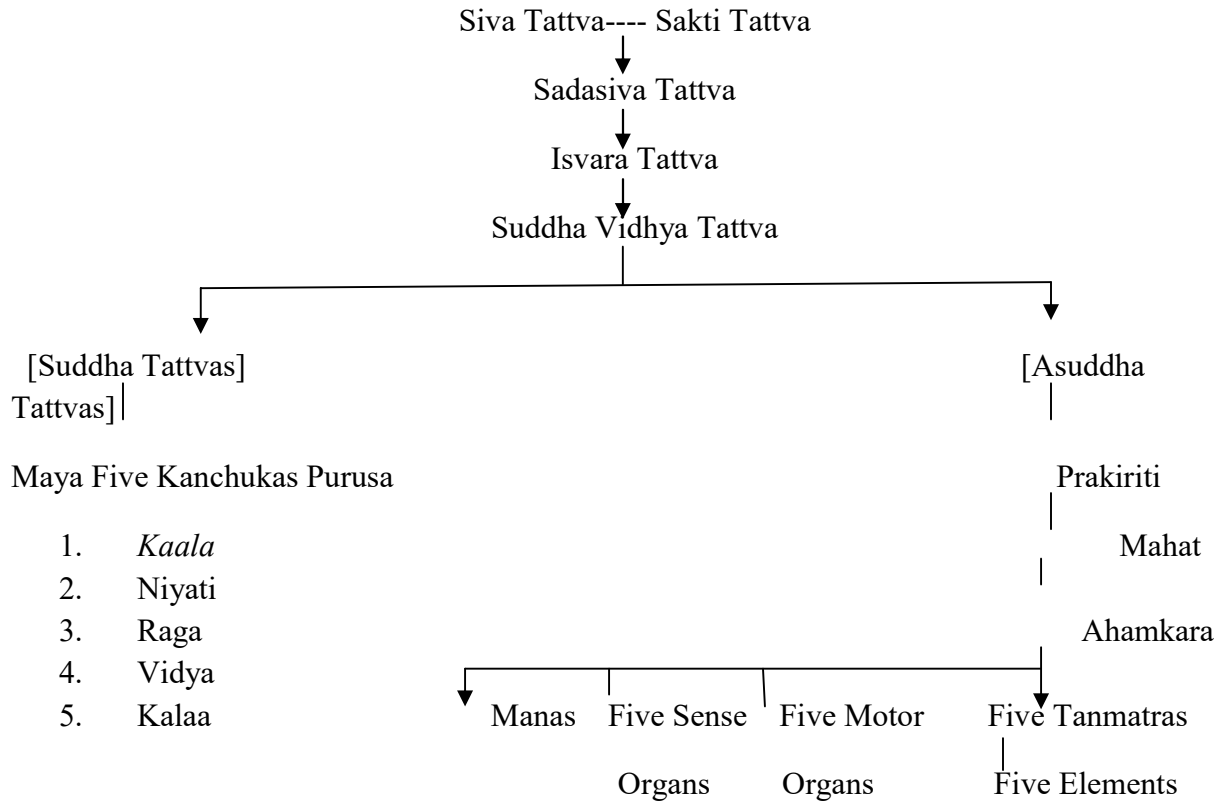 Siva Tattva---- Sakti Tattva
Sadasiva Tattva
Isvara Tattva
Suddha Vidhya Tattva
[Suddha Tattvas] [Asuddha
Tattvas]
Maya Five Kanchukas Purusa Prakiriti
1. Kaala Mahat
2. Niyati
3. Raga Ahamkara
4. Vidya
5. Kalaa Manas Five Sense Five Motor Five Tanmatras
Organs Organs Five Elements